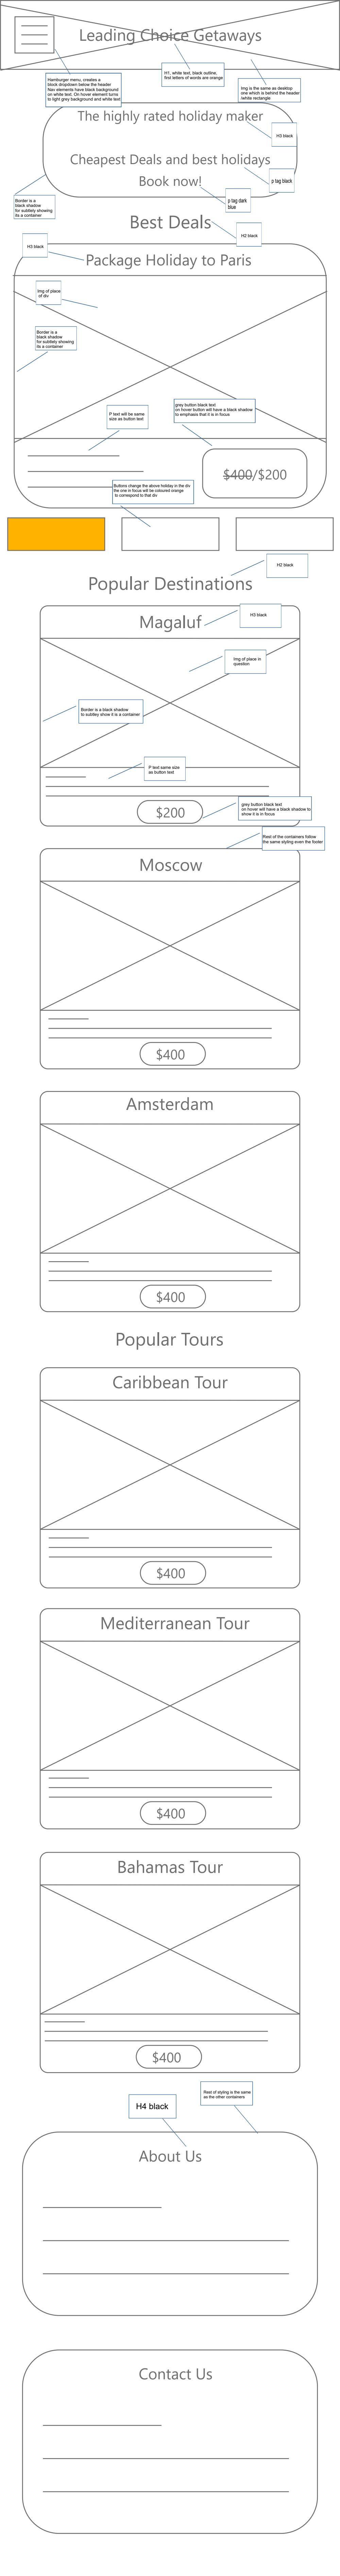 Leading Choice Getaways
Hamburger menu, creates a
block dropdown below the header
Nav elements have black background
on white text. On hover element turns
to light grey background and white text
H1, white text, black outline,
first letters of words are orange
Img is the same as desktop
one which is behind the header
/white rectangle
The highly rated holiday maker
H3 black
Cheapest Deals and best holidays
p tag black
Book now!
p tag dark
blue
Border is a
black shadow
for subtlely showing
its a container
Best Deals
H2 black
H3 black
Package Holiday to Paris
Img of place
of div
Border is a
black shadow
for subtlely showing
its a container
P text will be same
size as button text
grey button black text
on hover button will have a black shadow
to emphasis that it is in focus
$400/$200
Buttons change the above holiday in the div
the one in focus will be coloured orange
to correspond to that div
H2 black
Popular Destinations
Magaluf
H3 black
Img of place in
question
Border is a black shadow
to subtley show it is a container
P text same size
as button text
$200
grey button black text
on hover will have a black shadow to
show it is in focus
Rest of the containers follow
the same styling even the footer
Moscow
$400
Amsterdam
$400
Popular Tours
Caribbean Tour
$400
Mediterranean Tour
$400
Bahamas Tour
$400
H4 black
Rest of styling is the same
as the other containers
About Us
Contact Us